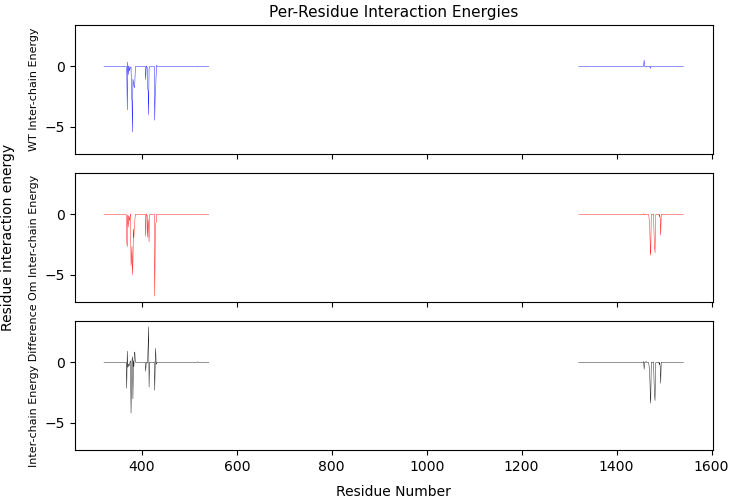 Per-Residue Interaction Energies
Residue interaction energy
WT Inter-chain Energy
0
−5
Om Inter-chain Energy
0
−5
Inter-chain Energy Difference
0
−5
400
600
800
1000
1200
1400
1600
Residue Number